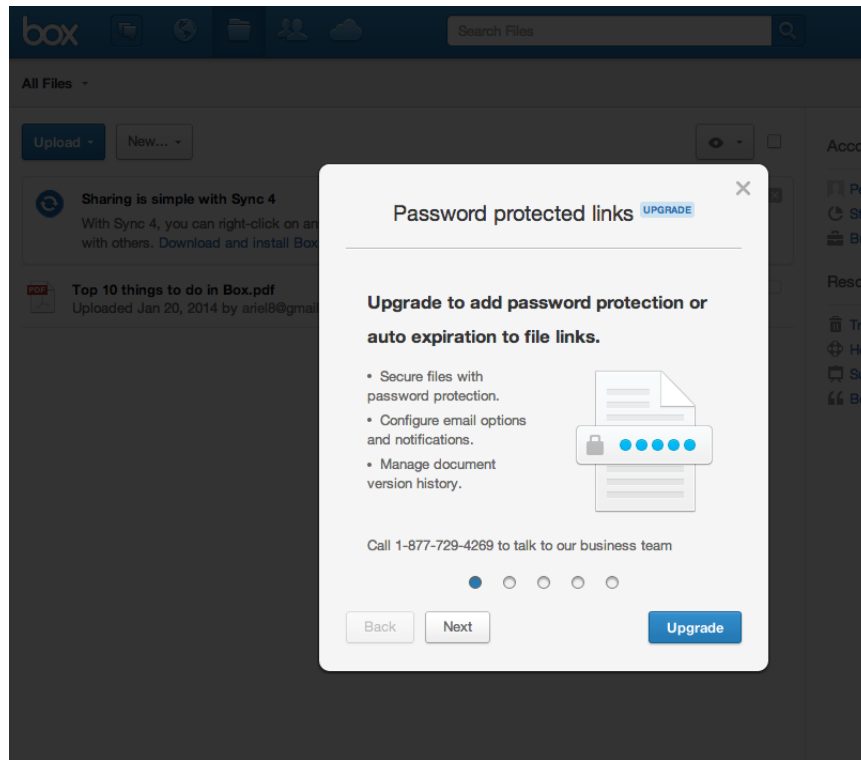 box
Search Files
All Files
Upload
New...
Sharing is simple with Sync 4
With Sync 4, you can right-click on an
with others. Download and install Box
PDF
Top 10 things to do in Box.pdf
Uploaded Jan 20, 2014 by ariel8@gmail
Password protected links UPGRADE
Upgrade to add password protection or
auto expiration to file links.
• Secure files with
password protection.
• Configure email options
and notifications.
• Manage document
version history.
Call 1-877-729-4269 to talk to our business team
Back
Next
Upgrade